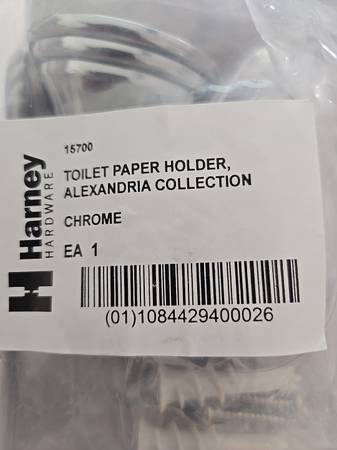 Harney
HARDWARE
15700
TOILET PAPER HOLDER,
ALEXANDRIA COLLECTION
CHROME
EA 1
(01)1084429400026